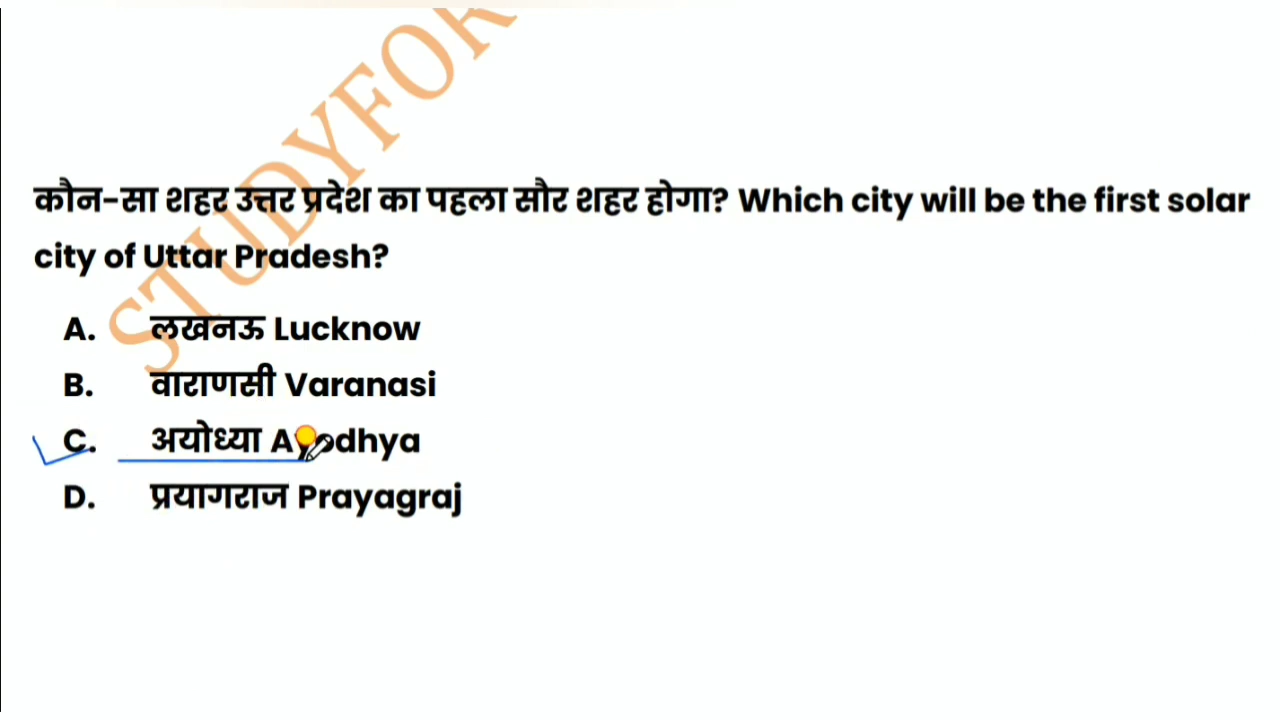 STUDYFOR
कौन-सा शहर उत्तर प्रदेश का पहला सौर शहर होगा? Which city will be the first solar
city of Uttar Pradesh?
A. लखनऊ Lucknow
B. वाराणसी Varanasi
C. अयोध्या Ayodhya
D. प्रयागराज Prayagraj